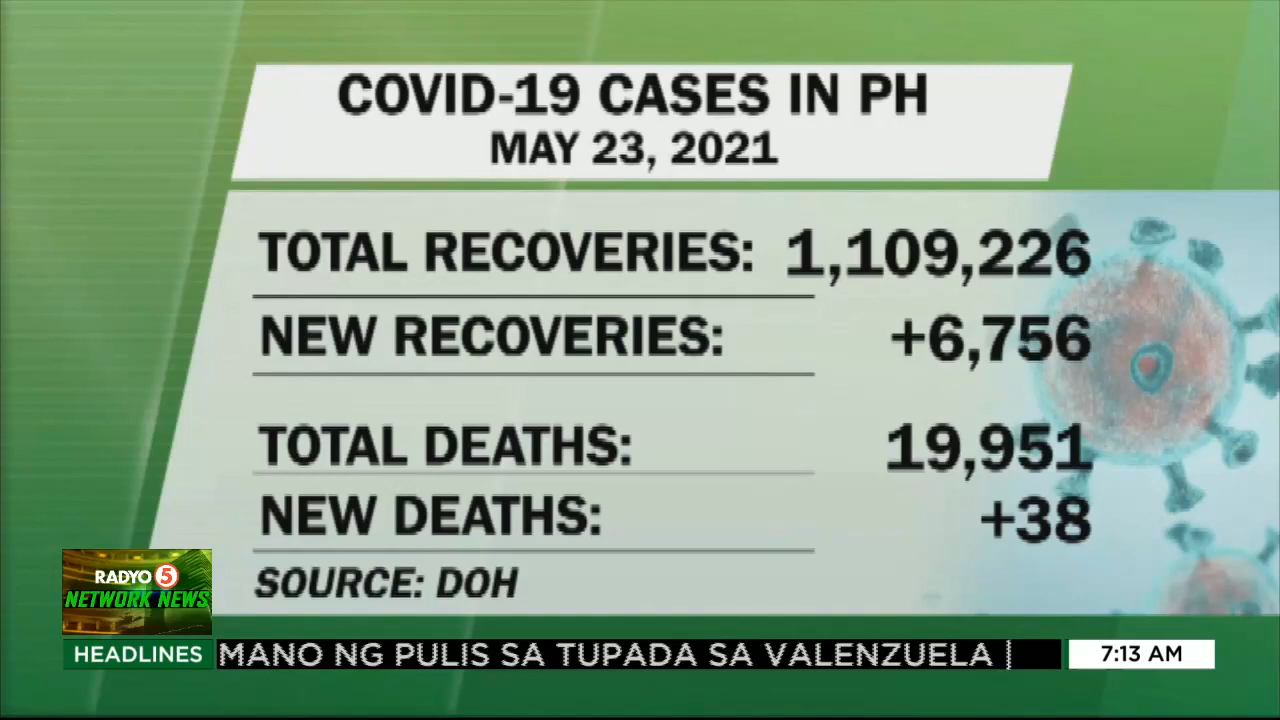 COVID-19 CASES IN PH
MAY 23, 2021
TOTAL RECOVERIES: 1,109,226
NEW RECOVERIES: +6,756
TOTAL DEATHS: 19,951
NEW DEATHS: +38
SOURCE: DOH
RADYO 5
NETWORK NEWS
HEADLINES MANO NG PULIS SA TUPADA SA VALENZUELA | 7:13 AM